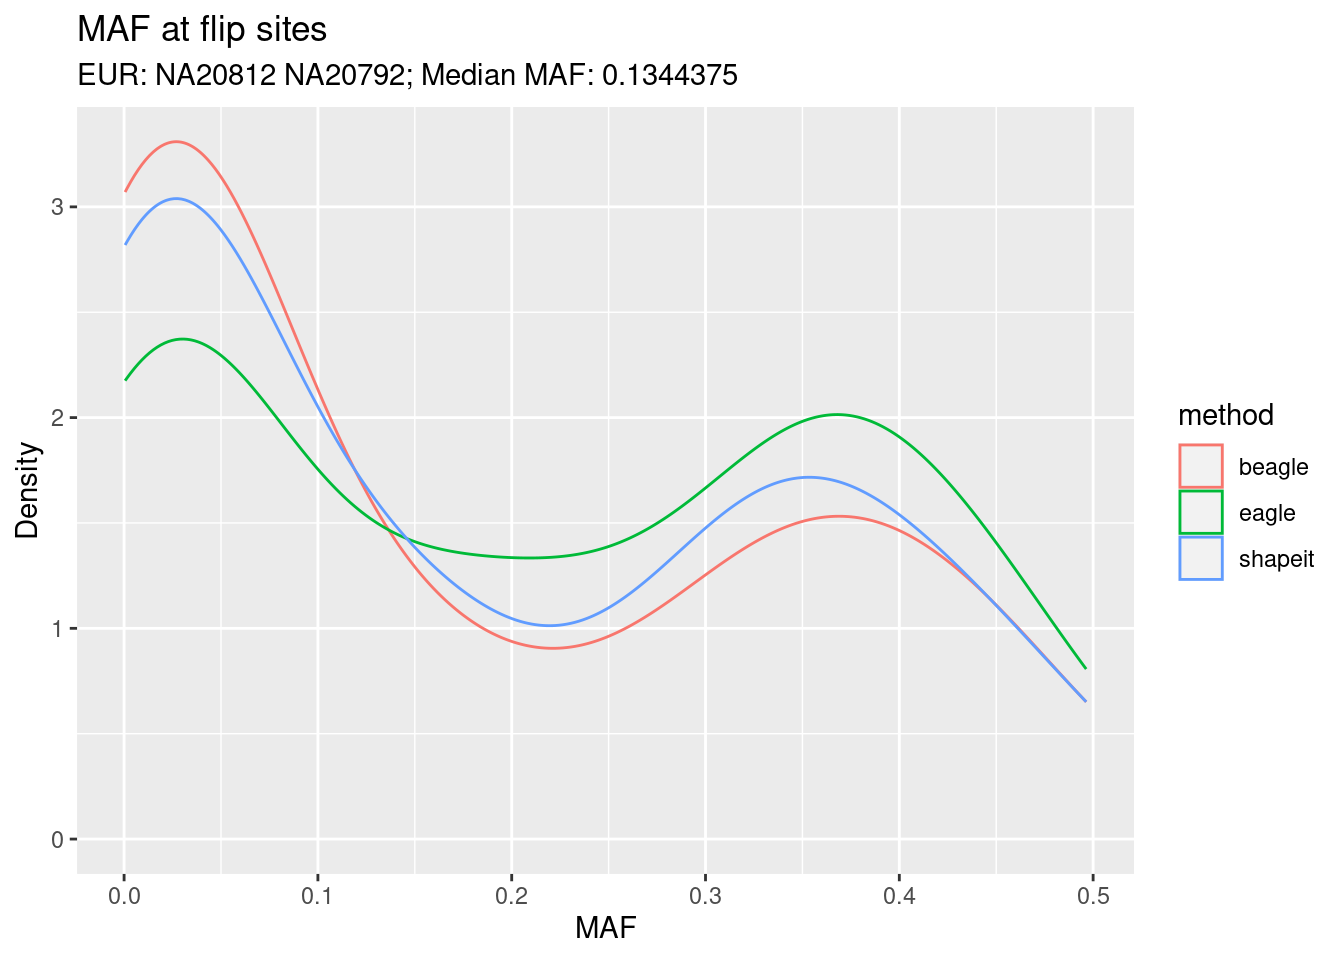 MAF at flip sites
EUR: NA20812 NA20792; Median MAF: 0.1344375
Density
3
2
1
0
0.0 0.1 0.2 0.3 0.4 0.5
MAF
method
beagle
eagle
shapeit